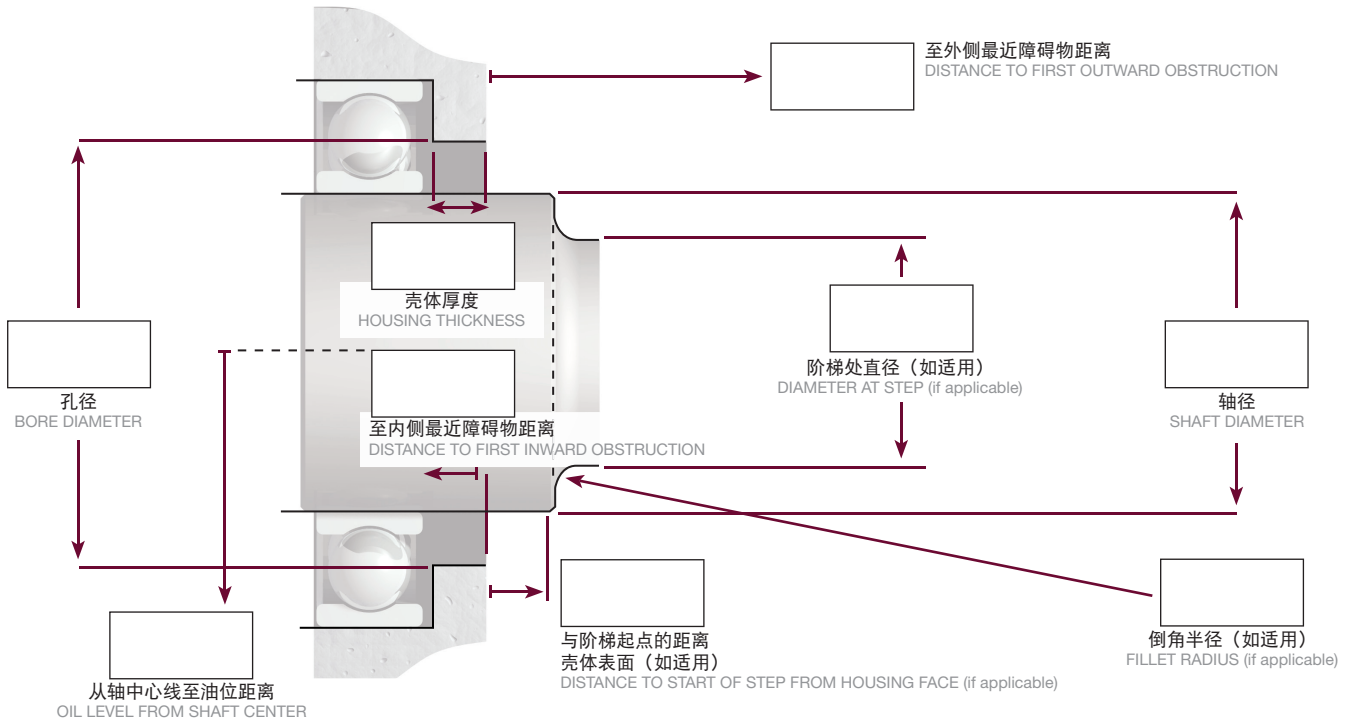 至外侧最近障碍物距离
DISTANCE TO FIRST OUTWARD OBSTRUCTION
壳体厚度
HOUSING THICKNESS
孔径
BORE DIAMETER
阶梯处直径（如适用）
DIAMETER AT STEP (if applicable)
轴径
SHAFT DIAMETER
至内侧最近障碍物距离
DISTANCE TO FIRST INWARD OBSTRUCTION
从轴中心线至油位距离
OIL LEVEL FROM SHAFT CENTER
与阶梯起点的距离
壳体表面（如适用）
DISTANCE TO START OF STEP FROM HOUSING FACE (if applicable)
倒角半径（如适用）
FILLET RADIUS (if applicable)